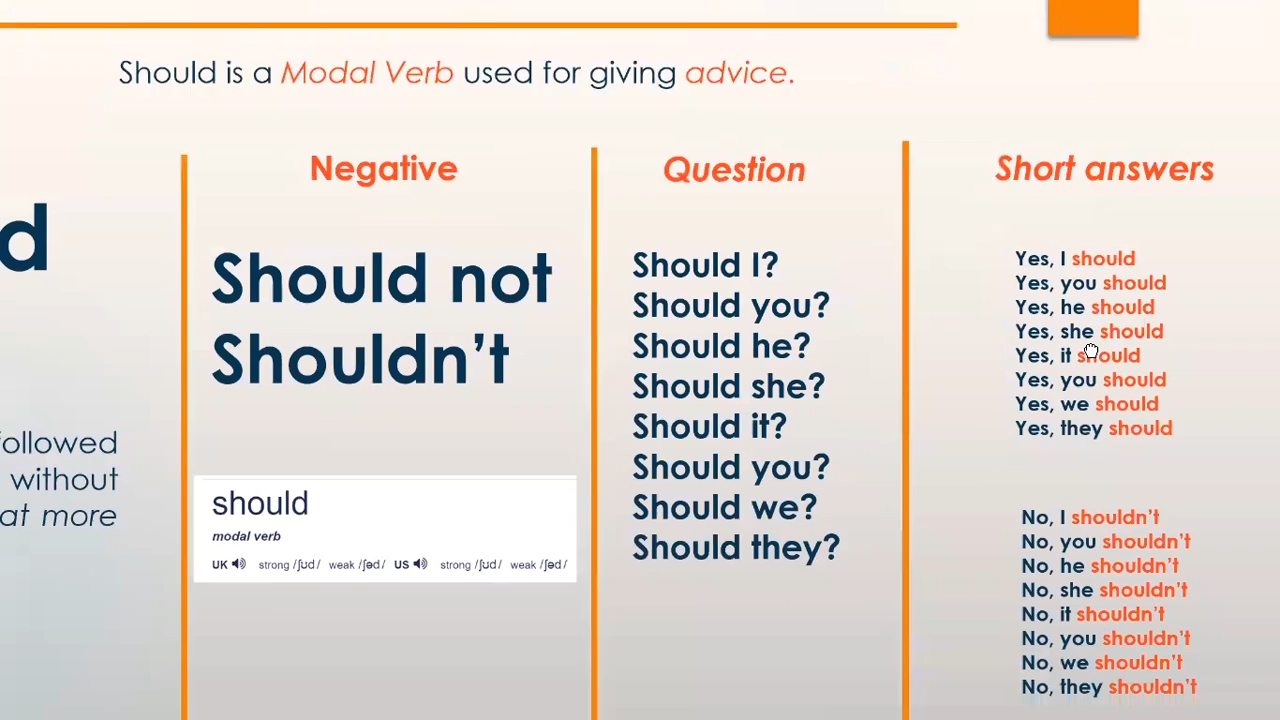 Should is a Modal Verb used for giving advice.
d
followed
without
at more
Negative
Should not
Shouldn't
should
modal verb
UK strong /ʃʊd/ weak /ʃəd/ US strong /ʃʊd/ weak /ʃəd/
Question
Should I?
Should you?
Should he?
Should she?
Should it?
Should you?
Should we?
Should they?
Short answers
Yes, I should
Yes, you should
Yes, he should
Yes, she should
Yes, it should
Yes, you should
Yes, we should
Yes, they should
No, I shouldn't
No, you shouldn't
No, he shouldn't
No, she shouldn't
No, it shouldn't
No, you shouldn't
No, we shouldn't
No, they shouldn't